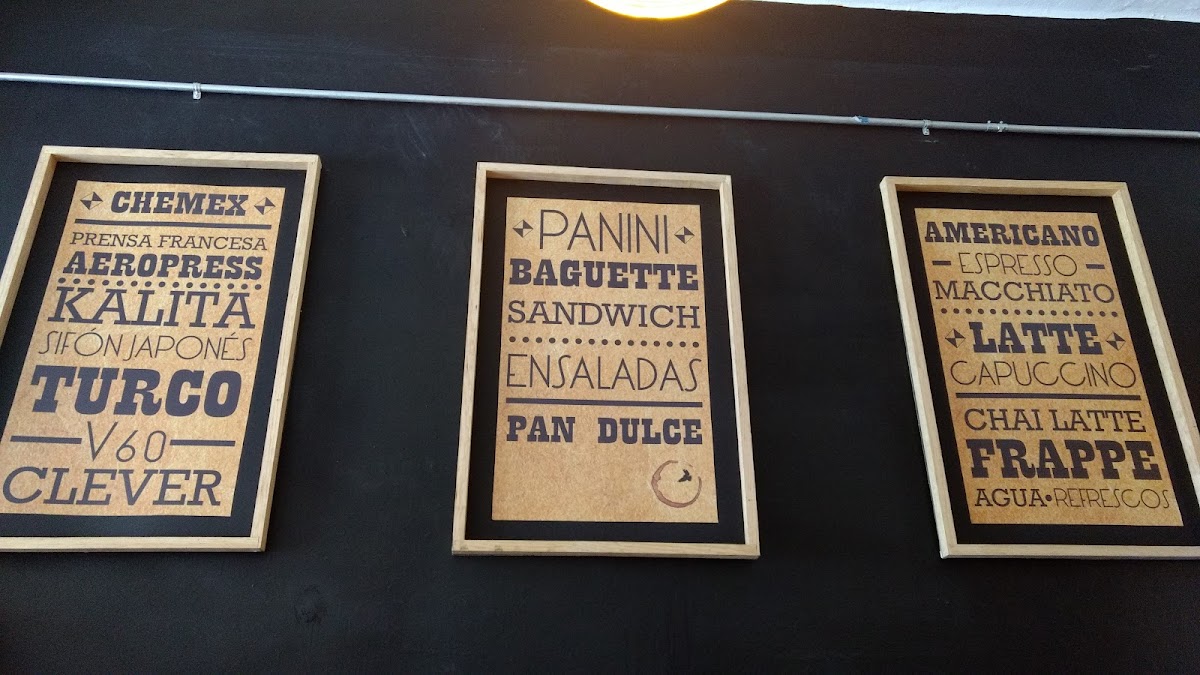 CHEMEX
PRENSA FRANCESA
AEROPRESS
KALITA
SIFÓN JAPONÉS
TURCO
V60
CLEVER
PANINI
BAGUETTE
SANDWICH
ENSALADAS
PAN DULCE
AMERICANO
ESPRESSO
MACCHIATO
LATTE
CAPUCCINO
CHAI LATTE
FRAPPE
AGUA•REFRESCOS